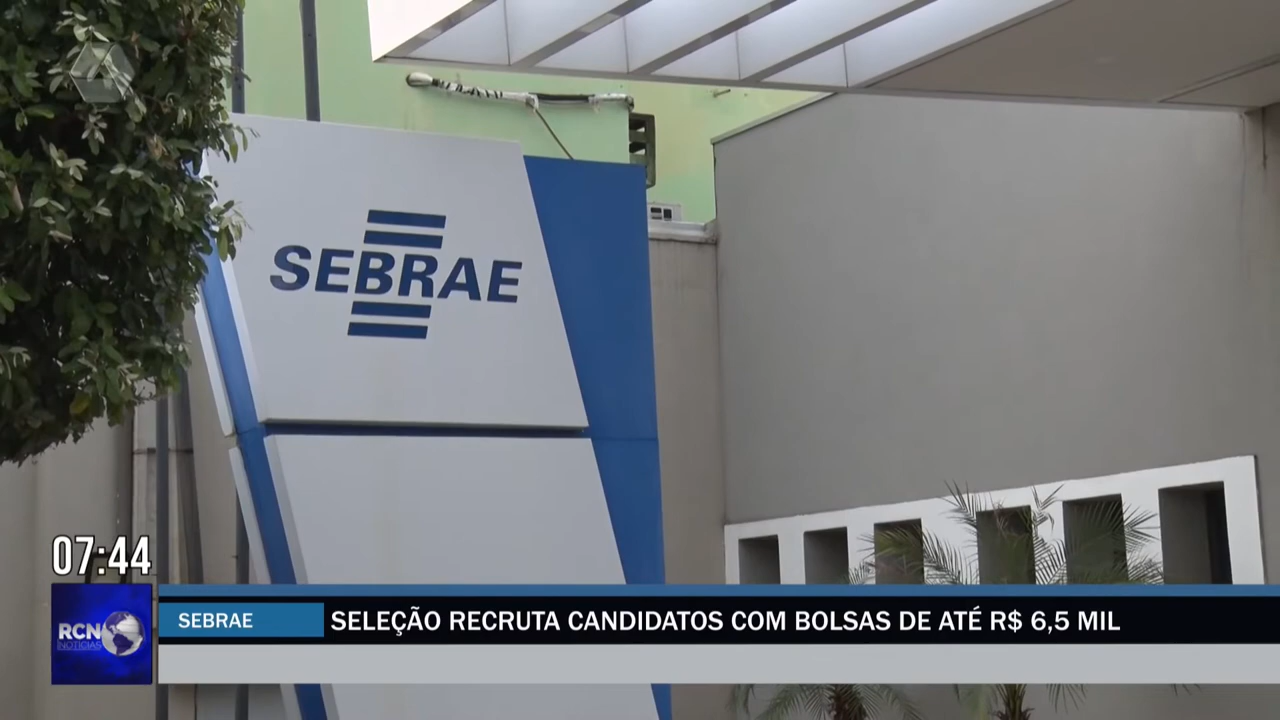 SEBRAE
07:44
RCN
NOTÍCIAS
SEBRAE
SELEÇÃO RECRUTA CANDIDATOS COM BOLSAS DE ATÉ R$ 6,5 MIL